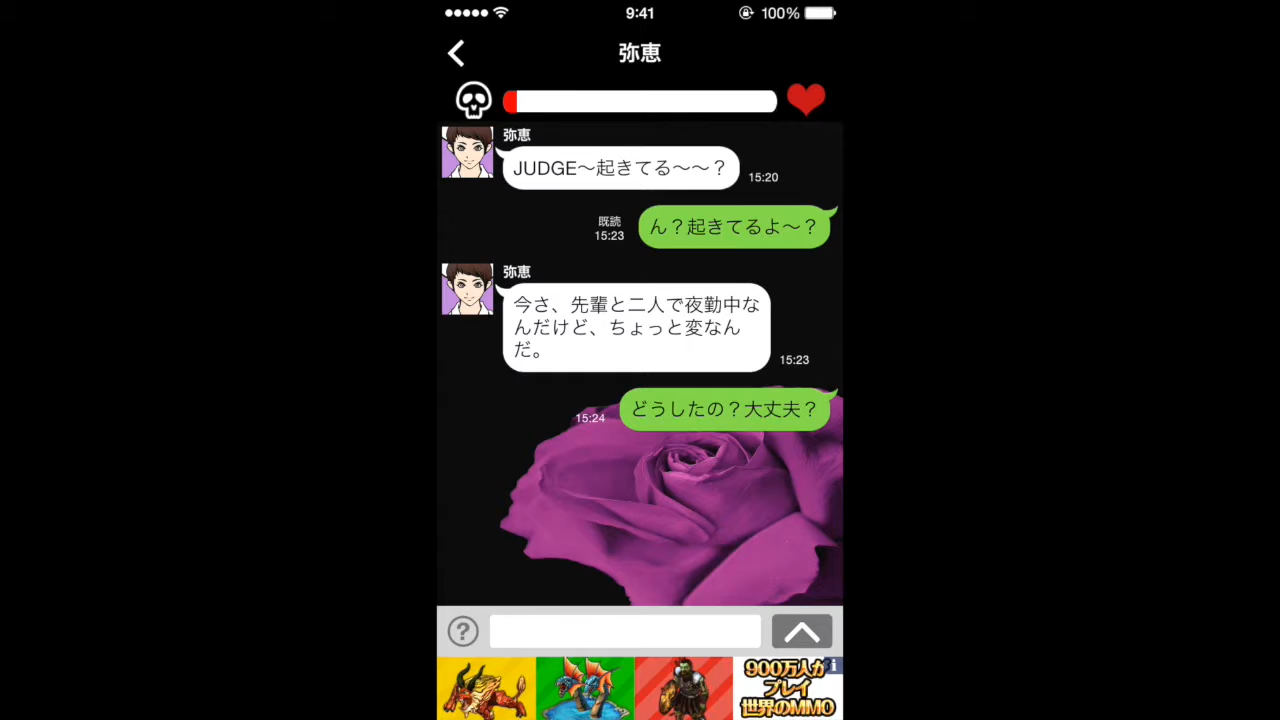 9:41
100%
弥恵
弥恵
JUDGE〜起きてる〜〜？
15:20
既読
15:23
ん？起きてるよ〜？
弥恵
今さ、先輩と二人で夜勤中な
んだけど、ちょっと変なん
だ。
15:23
15:24
どうしたの？大丈夫？
?
900万人が
プレイ
世界のMMO
i